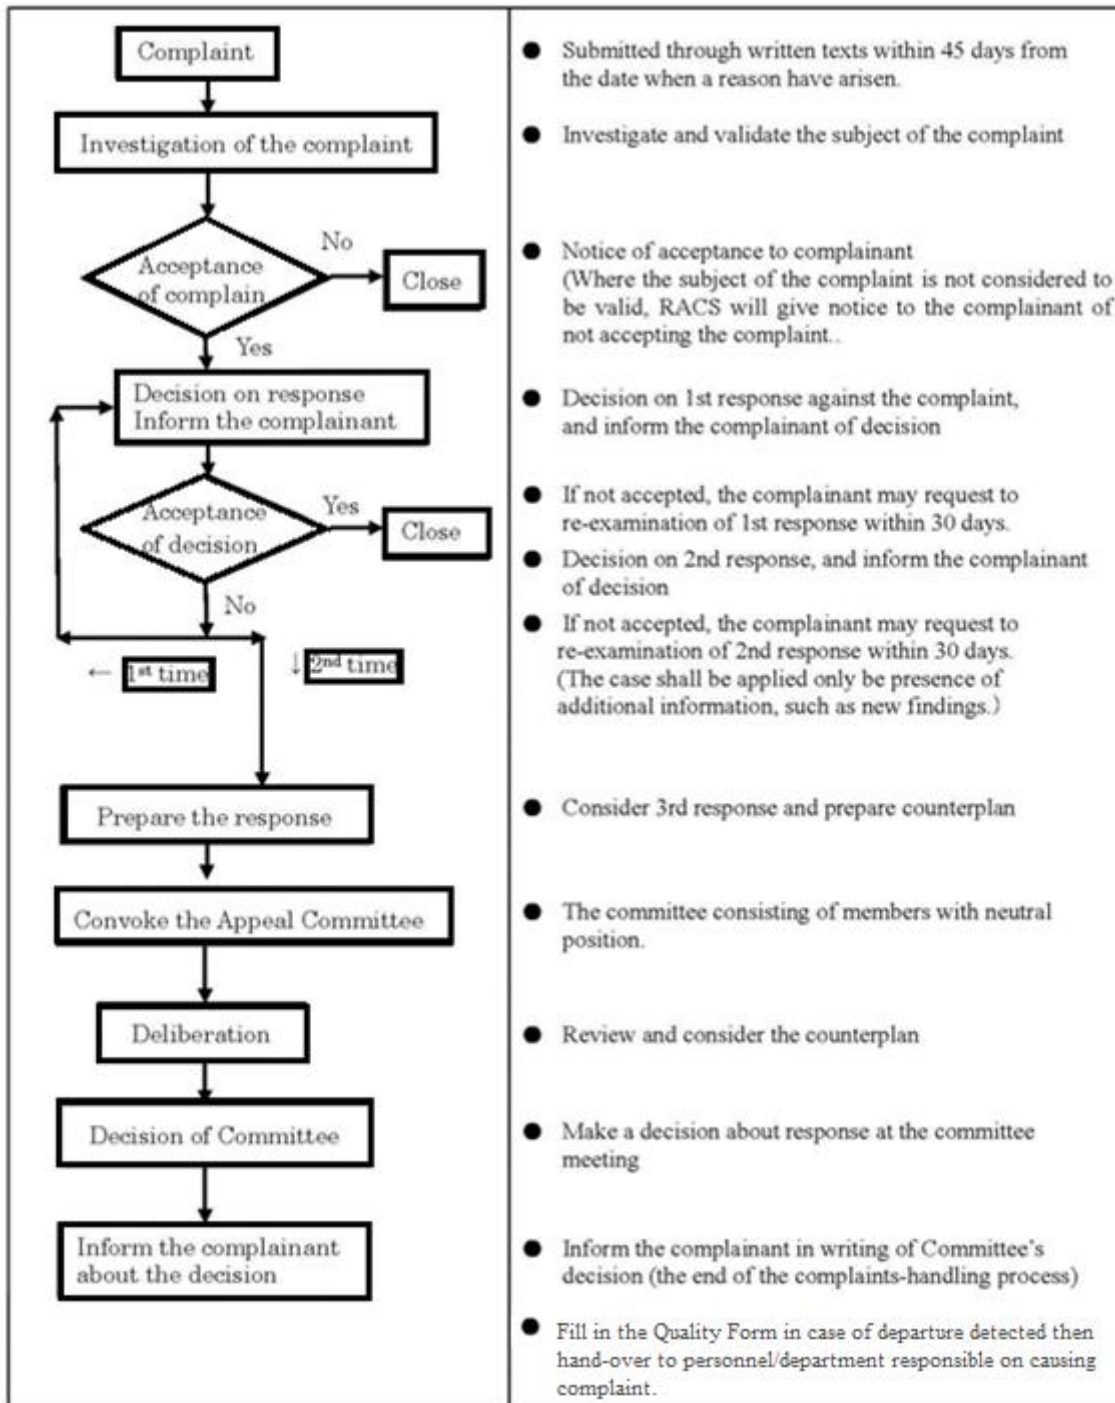 Complaint
Submitted through written texts within 45 days from
the date when a reason have arisen.
Investigation of the complaint
Investigate and validate the subject of the complaint
Acceptance
of complain
No
Close
Yes
Notice of acceptance to complainant
(Where the subject of the complaint is not considered to
be valid, RACS will give notice to the complainant of
not accepting the complaint..
Decision on response
Inform the complainant
Decision on 1st response against the complaint,
and inform the complainant of decision
Acceptance
of decision
Yes
Close
No
← 1st time
↓ 2nd time
If not accepted, the complainant may request to
re-examination of 1st response within 30 days.
Decision on 2nd response, and inform the complainant
of decision
If not accepted, the complainant may request to
re-examination of 2nd response within 30 days.
(The case shall be applied only be presence of
additional information, such as new findings.)
Prepare the response
Consider 3rd response and prepare counterplan
Convoke the Appeal Committee
The committee consisting of members with neutral
position.
Deliberation
Review and consider the counterplan
Decision of Committee
Make a decision about response at the committee
meeting
Inform the complainant
about the decision
Inform the complainant in writing of Committee's
decision (the end of the complaints-handling process)
Fill in the Quality Form in case of departure detected then
hand-over to personnel/department responsible on causing
complaint.